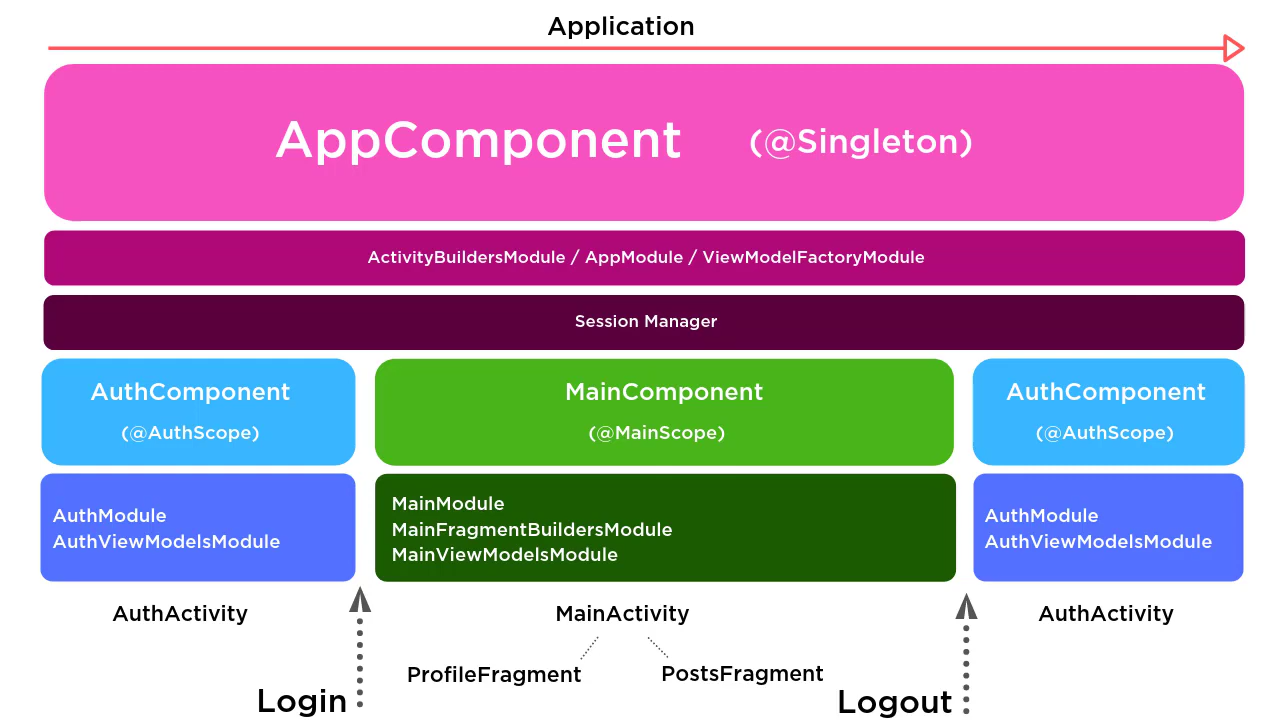 Application
AppComponent (@Singleton)
ActivityBuildersModule / AppModule / ViewModelFactoryModule
Session Manager
AuthComponent
(@AuthScope)
MainComponent
(@MainScope)
AuthComponent
(@AuthScope)
AuthModule
AuthViewModelsModule
MainModule
MainFragmentBuildersModule
MainViewModelsModule
AuthModule
AuthViewModelsModule
AuthActivity
MainActivity
AuthActivity
ProfileFragment
PostsFragment
Login
Logout